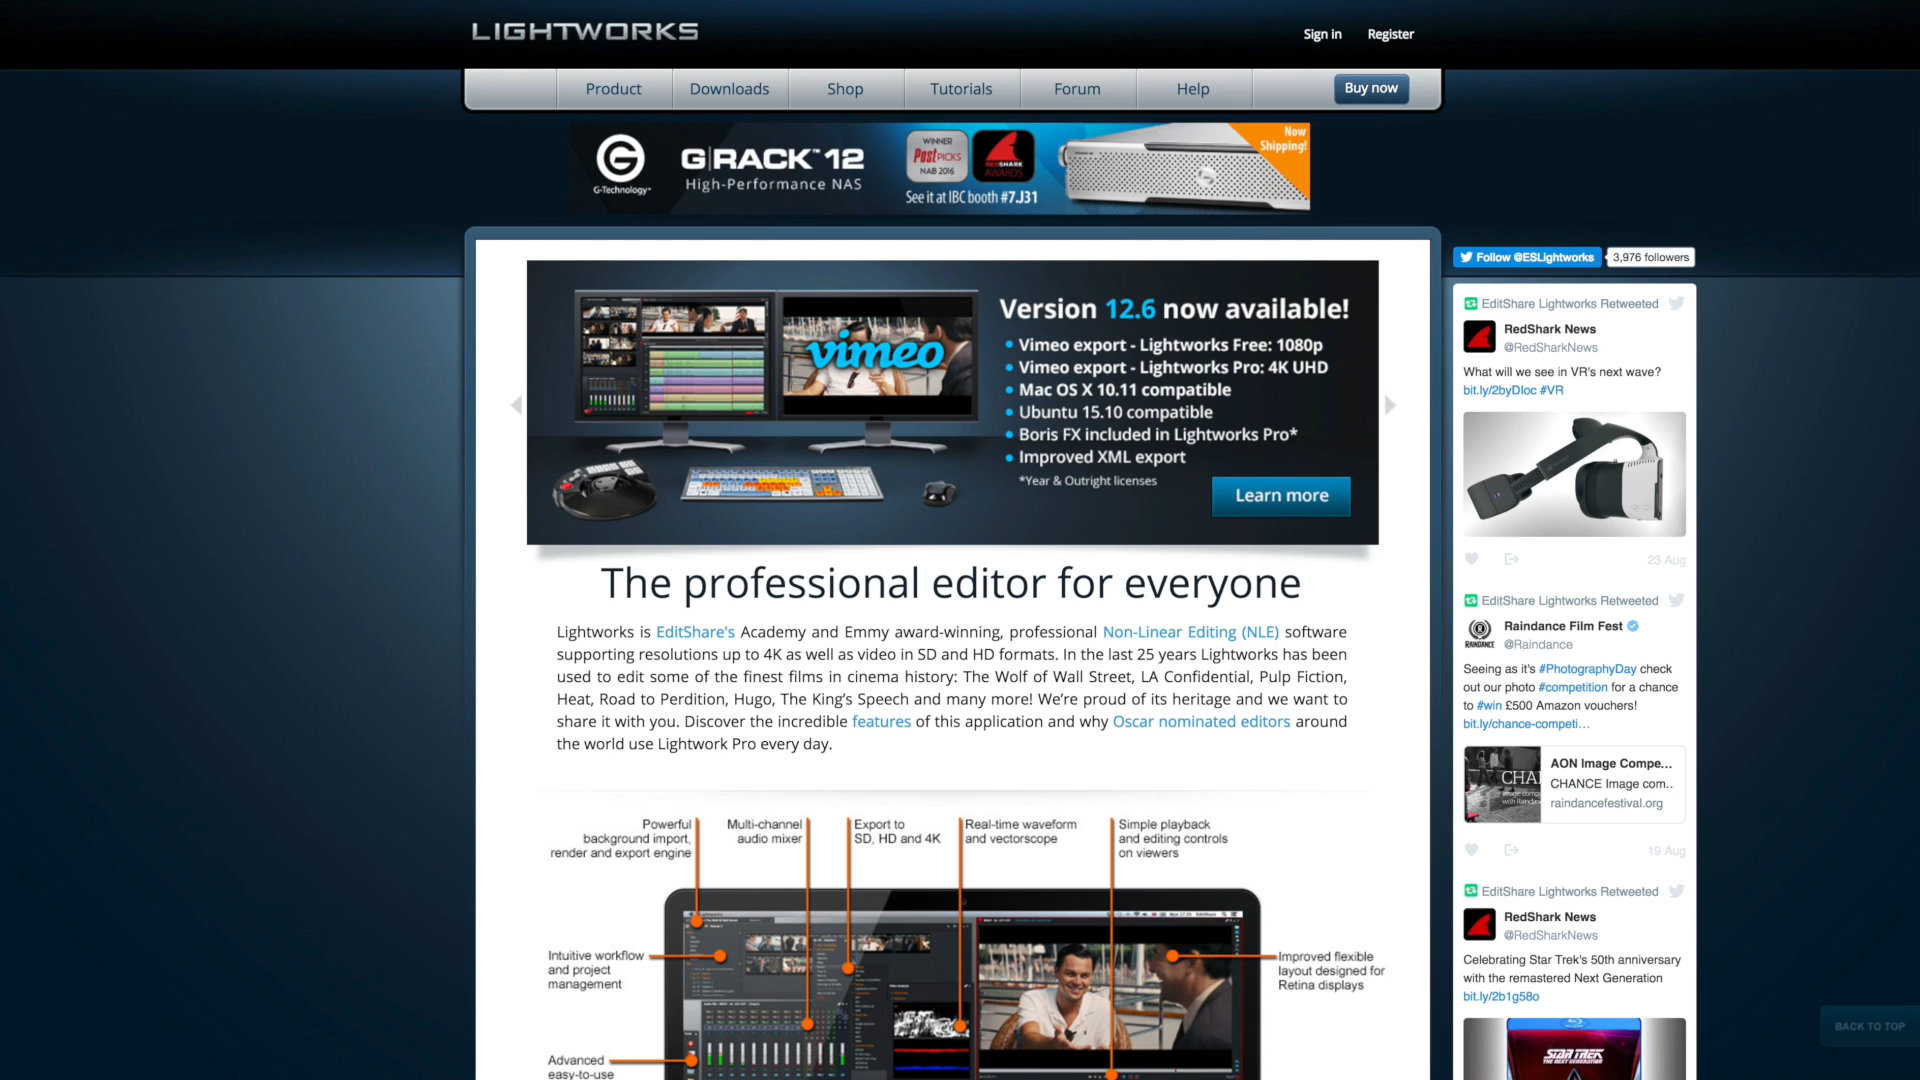 LIGHTWORKS
Sign in Register
Product Downloads Shop Tutorials Forum Help Buy now
G-Technology™
G|RACK™ 12
High-Performance NAS
WINNER
Post PICKS
NAB 2016
REDSHARK
AWARDS
See it at IBC booth #7.J31
Now
Shipping!
vimeo
Version 12.6 now available!
Vimeo export - Lightworks Free: 1080p
Vimeo export - Lightworks Pro: 4K UHD
Mac OS X 10.11 compatible
Ubuntu 15.10 compatible
Boris FX included in Lightworks Pro*
Improved XML export
*Year & Outright licenses
Learn more
The professional editor for everyone
Lightworks is EditShare's Academy and Emmy award-winning, professional Non-Linear Editing (NLE) software
supporting resolutions up to 4K as well as video in SD and HD formats. In the last 25 years Lightworks has been
used to edit some of the finest films in cinema history: The Wolf of Wall Street, LA Confidential, Pulp Fiction,
Heat, Road to Perdition, Hugo, The King's Speech and many more! We're proud of its heritage and we want to
share it with you. Discover the incredible features of this application and why Oscar nominated editors around
the world use Lightwork Pro every day.
Powerful
background import,
render and export engine
Multi-channel
audio mixer
Export to
SD, HD and 4K
Real-time waveform
and vectorscope
Simple playback
and editing controls
on viewers
Intuitive workflow
and project
management
Improved flexible
layout designed for
Retina displays
Advanced
easy-to-use
Follow @ESLightworks 3,976 followers
EditShare Lightworks Retweeted
RedShark News
@RedSharkNews
What will we see in VR's next wave?
bit.ly/2byDIoc #VR
23 Aug
EditShare Lightworks Retweeted
RAINDANCE
Raindance Film Fest
@Raindance
Seeing as it's #PhotographyDay check
out our photo #competition for a chance
to #win £500 Amazon vouchers!
bit.ly/chance-competi…
CHA
AON Image Compe...
CHANCE Image com..
raindancefestival.org
19 Aug
EditShare Lightworks Retweeted
RedShark News
@RedSharkNews
Celebrating Star Trek's 50th anniversary
with the remastered Next Generation
bit.ly/2b1g58o
STAR TREK
THE NEXT GENERATION
BACK TO TOP